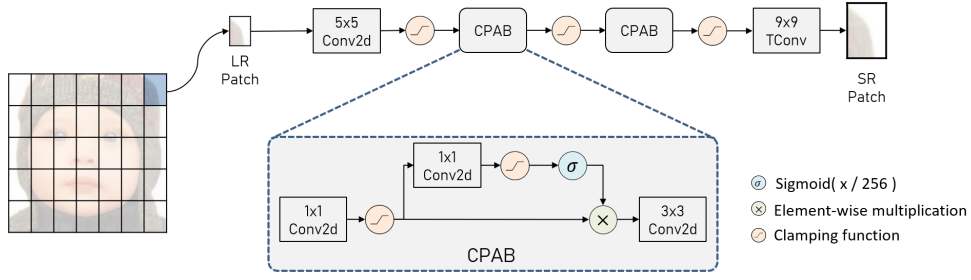 LR
Patch
5x5
Conv2d
CPAB
CPAB
9x9
TConv
SR
Patch
1x1
Conv2d
σ
1x1
Conv2d
×
3x3
Conv2d
CPAB
σ Sigmoid( x / 256 )
× Element-wise multiplication
Clamping function